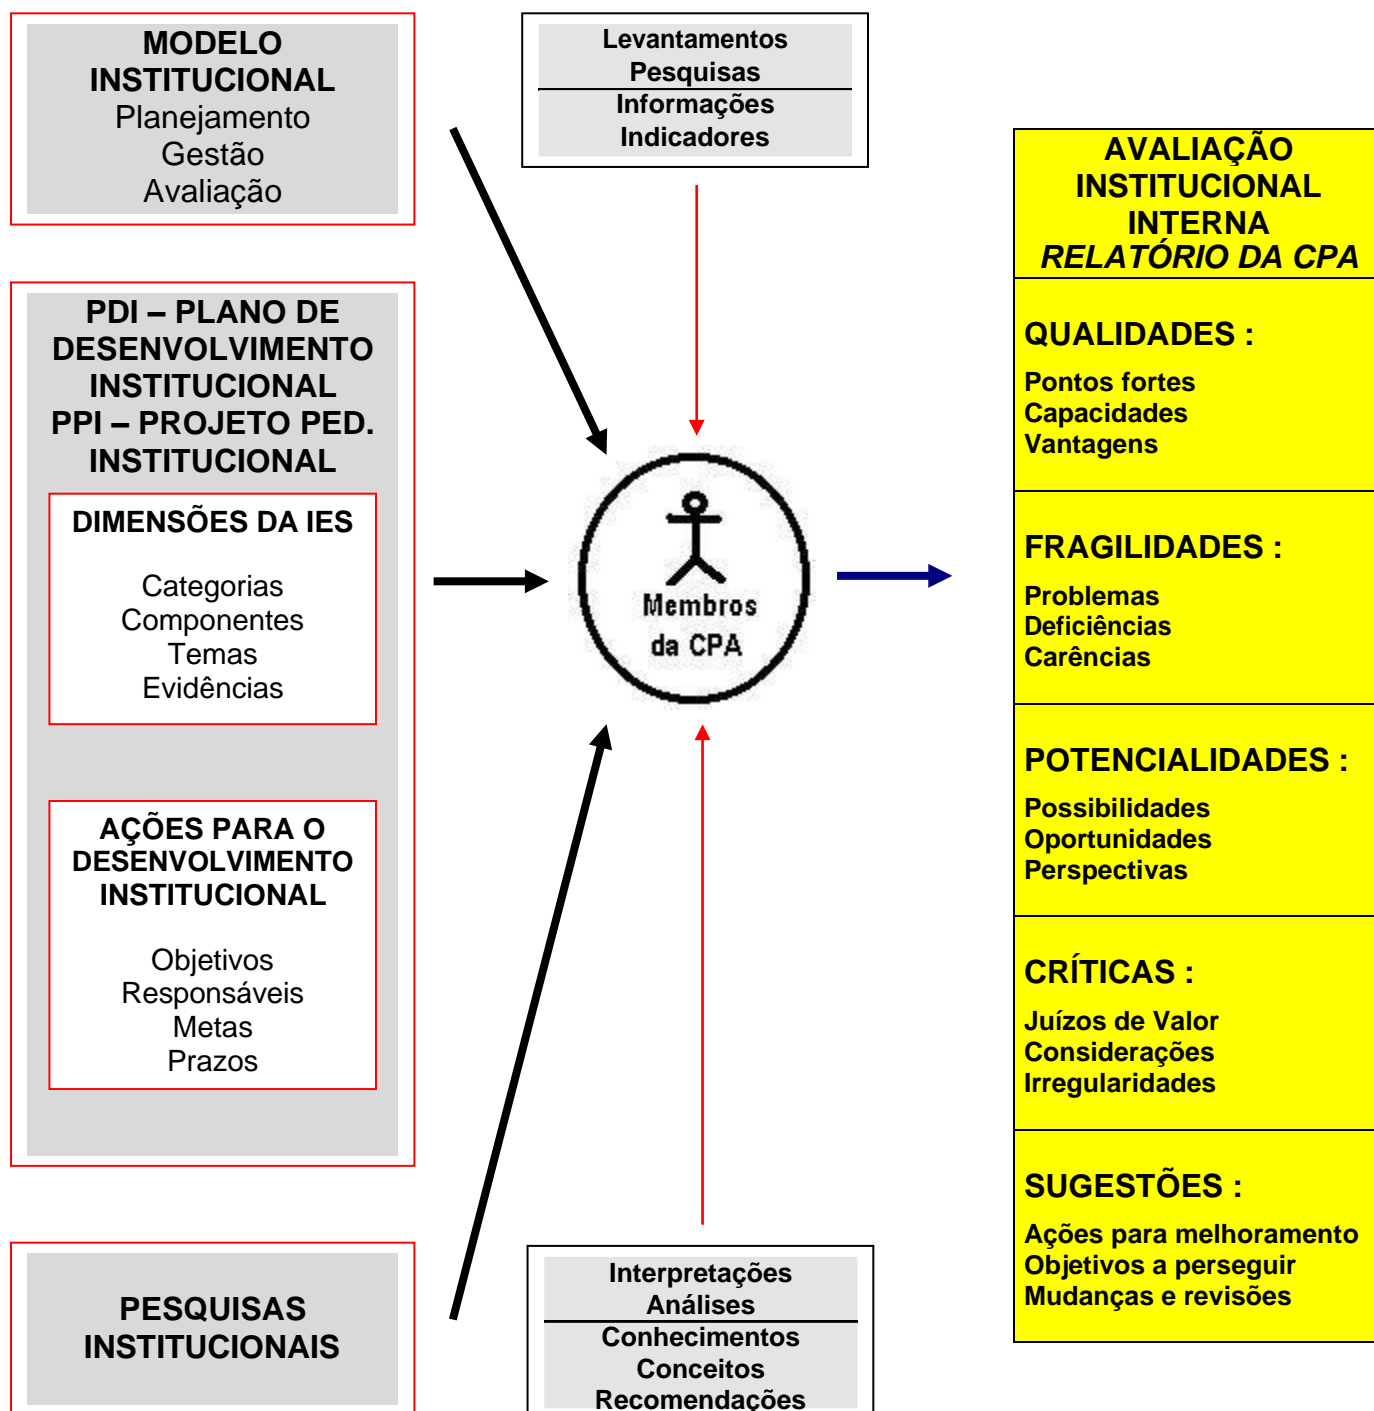 MODELO
INSTITUCIONAL
Planejamento
Gestão
Avaliação
PDI – PLANO DE
DESENVOLVIMENTO
INSTITUCIONAL
PPI – PROJETO PED.
INSTITUCIONAL
DIMENSÕES DA IES
Categorias
Componentes
Temas
Evidências
AÇÕES PARA O
DESENVOLVIMENTO
INSTITUCIONAL
Objetivos
Responsáveis
Metas
Prazos
PESQUISAS
INSTITUCIONAIS
Levantamentos
Pesquisas
Informações
Indicadores
Membros
da CPA
Interpretações
Análises
Conhecimentos
Conceitos
Recomendações
AVALIAÇÃO
INSTITUCIONAL
INTERNA
RELATÓRIO DA CPA
QUALIDADES :
Pontos fortes
Capacidades
Vantagens
FRAGILIDADES :
Problemas
Deficiências
Carências
POTENCIALIDADES :
Possibilidades
Oportunidades
Perspectivas
CRÍTICAS :
Juízos de Valor
Considerações
Irregularidades
SUGESTÕES :
Ações para melhoramento
Objetivos a perseguir
Mudanças e revisões